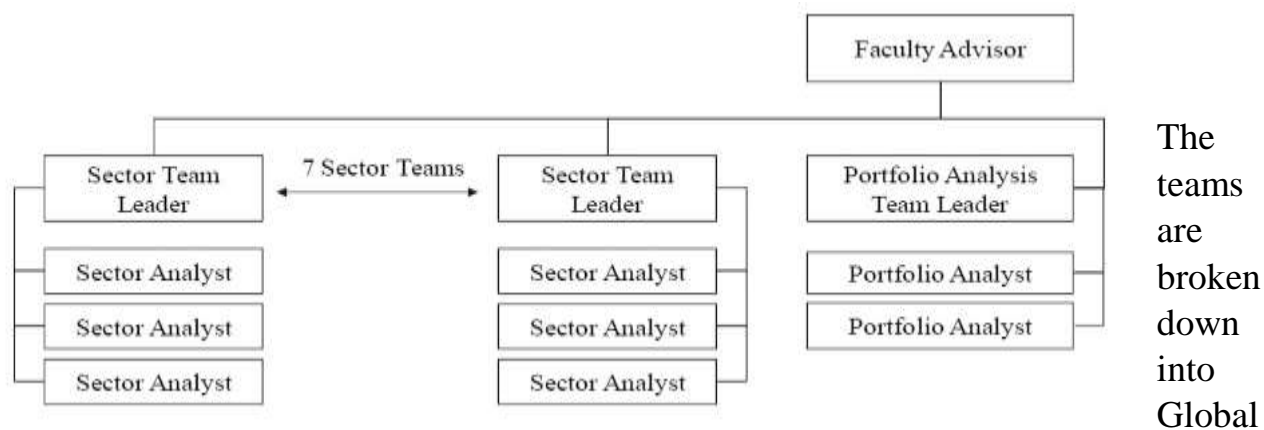 Faculty Advisor
7 Sector Teams
Sector Team
Leader
Sector Analyst
Sector Analyst
Sector Analyst
Sector Team
Leader
Sector Analyst
Sector Analyst
Sector Analyst
Portfolio Analysis
Team Leader
Portfolio Analyst
Portfolio Analyst
The
teams
are
broken
down
into
Global